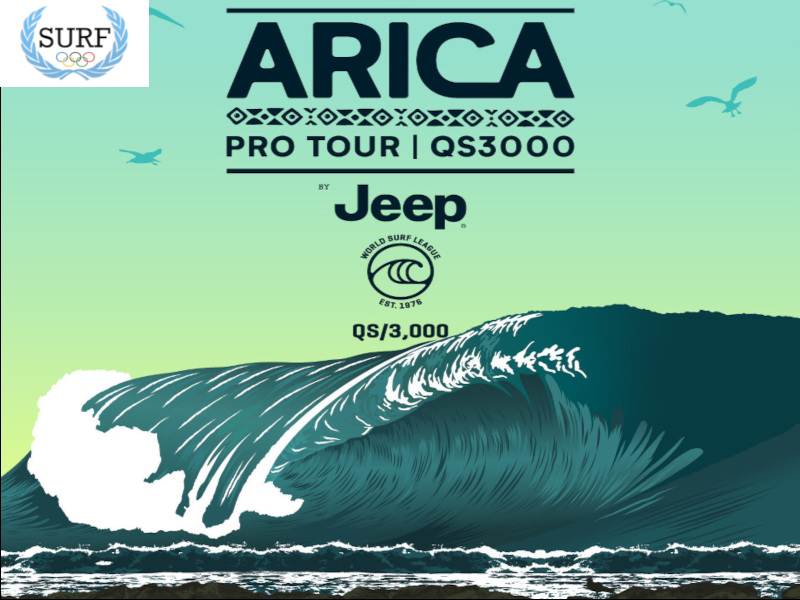 SURF
ARICA
PRO TOUR | QS3000
BY
Jeep
®
WORLD SURF LEAGUE
EST. 1976
QS/3,000